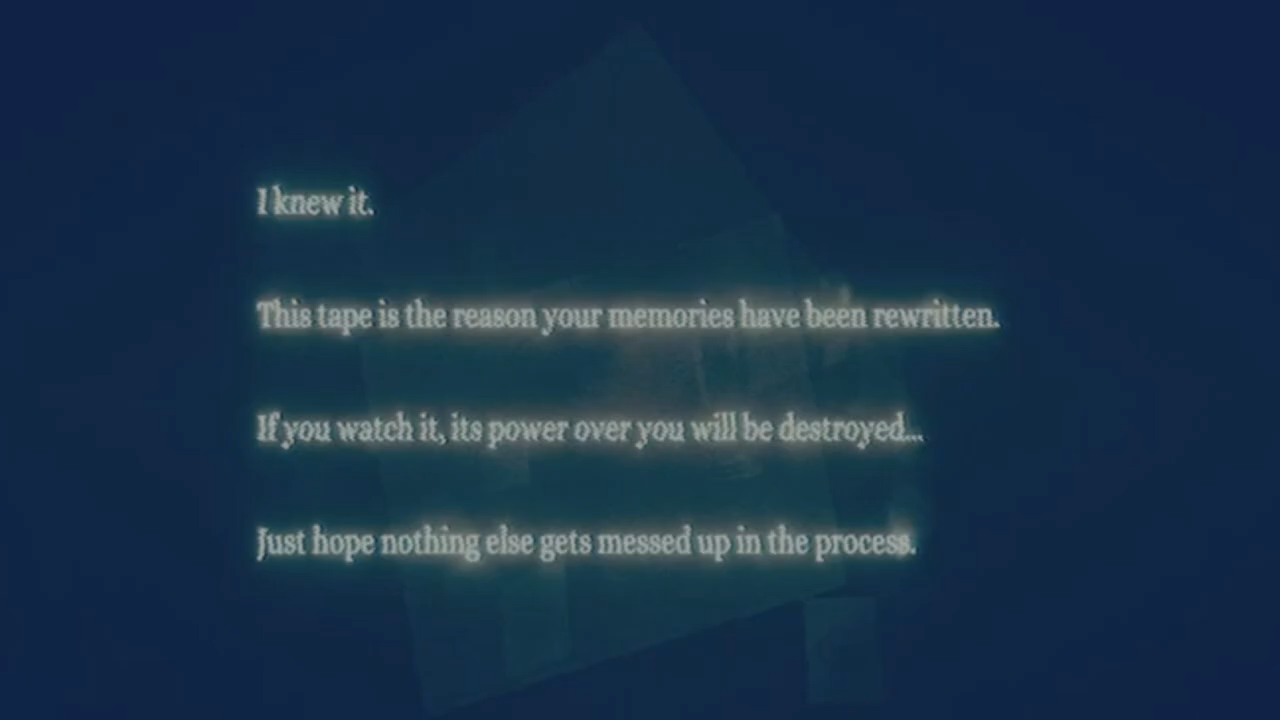 I knew it.
This tape is the reason your memories have been rewritten.
If you watch it, its power over you will be destroyed...
Just hope nothing else gets messed up in the process.